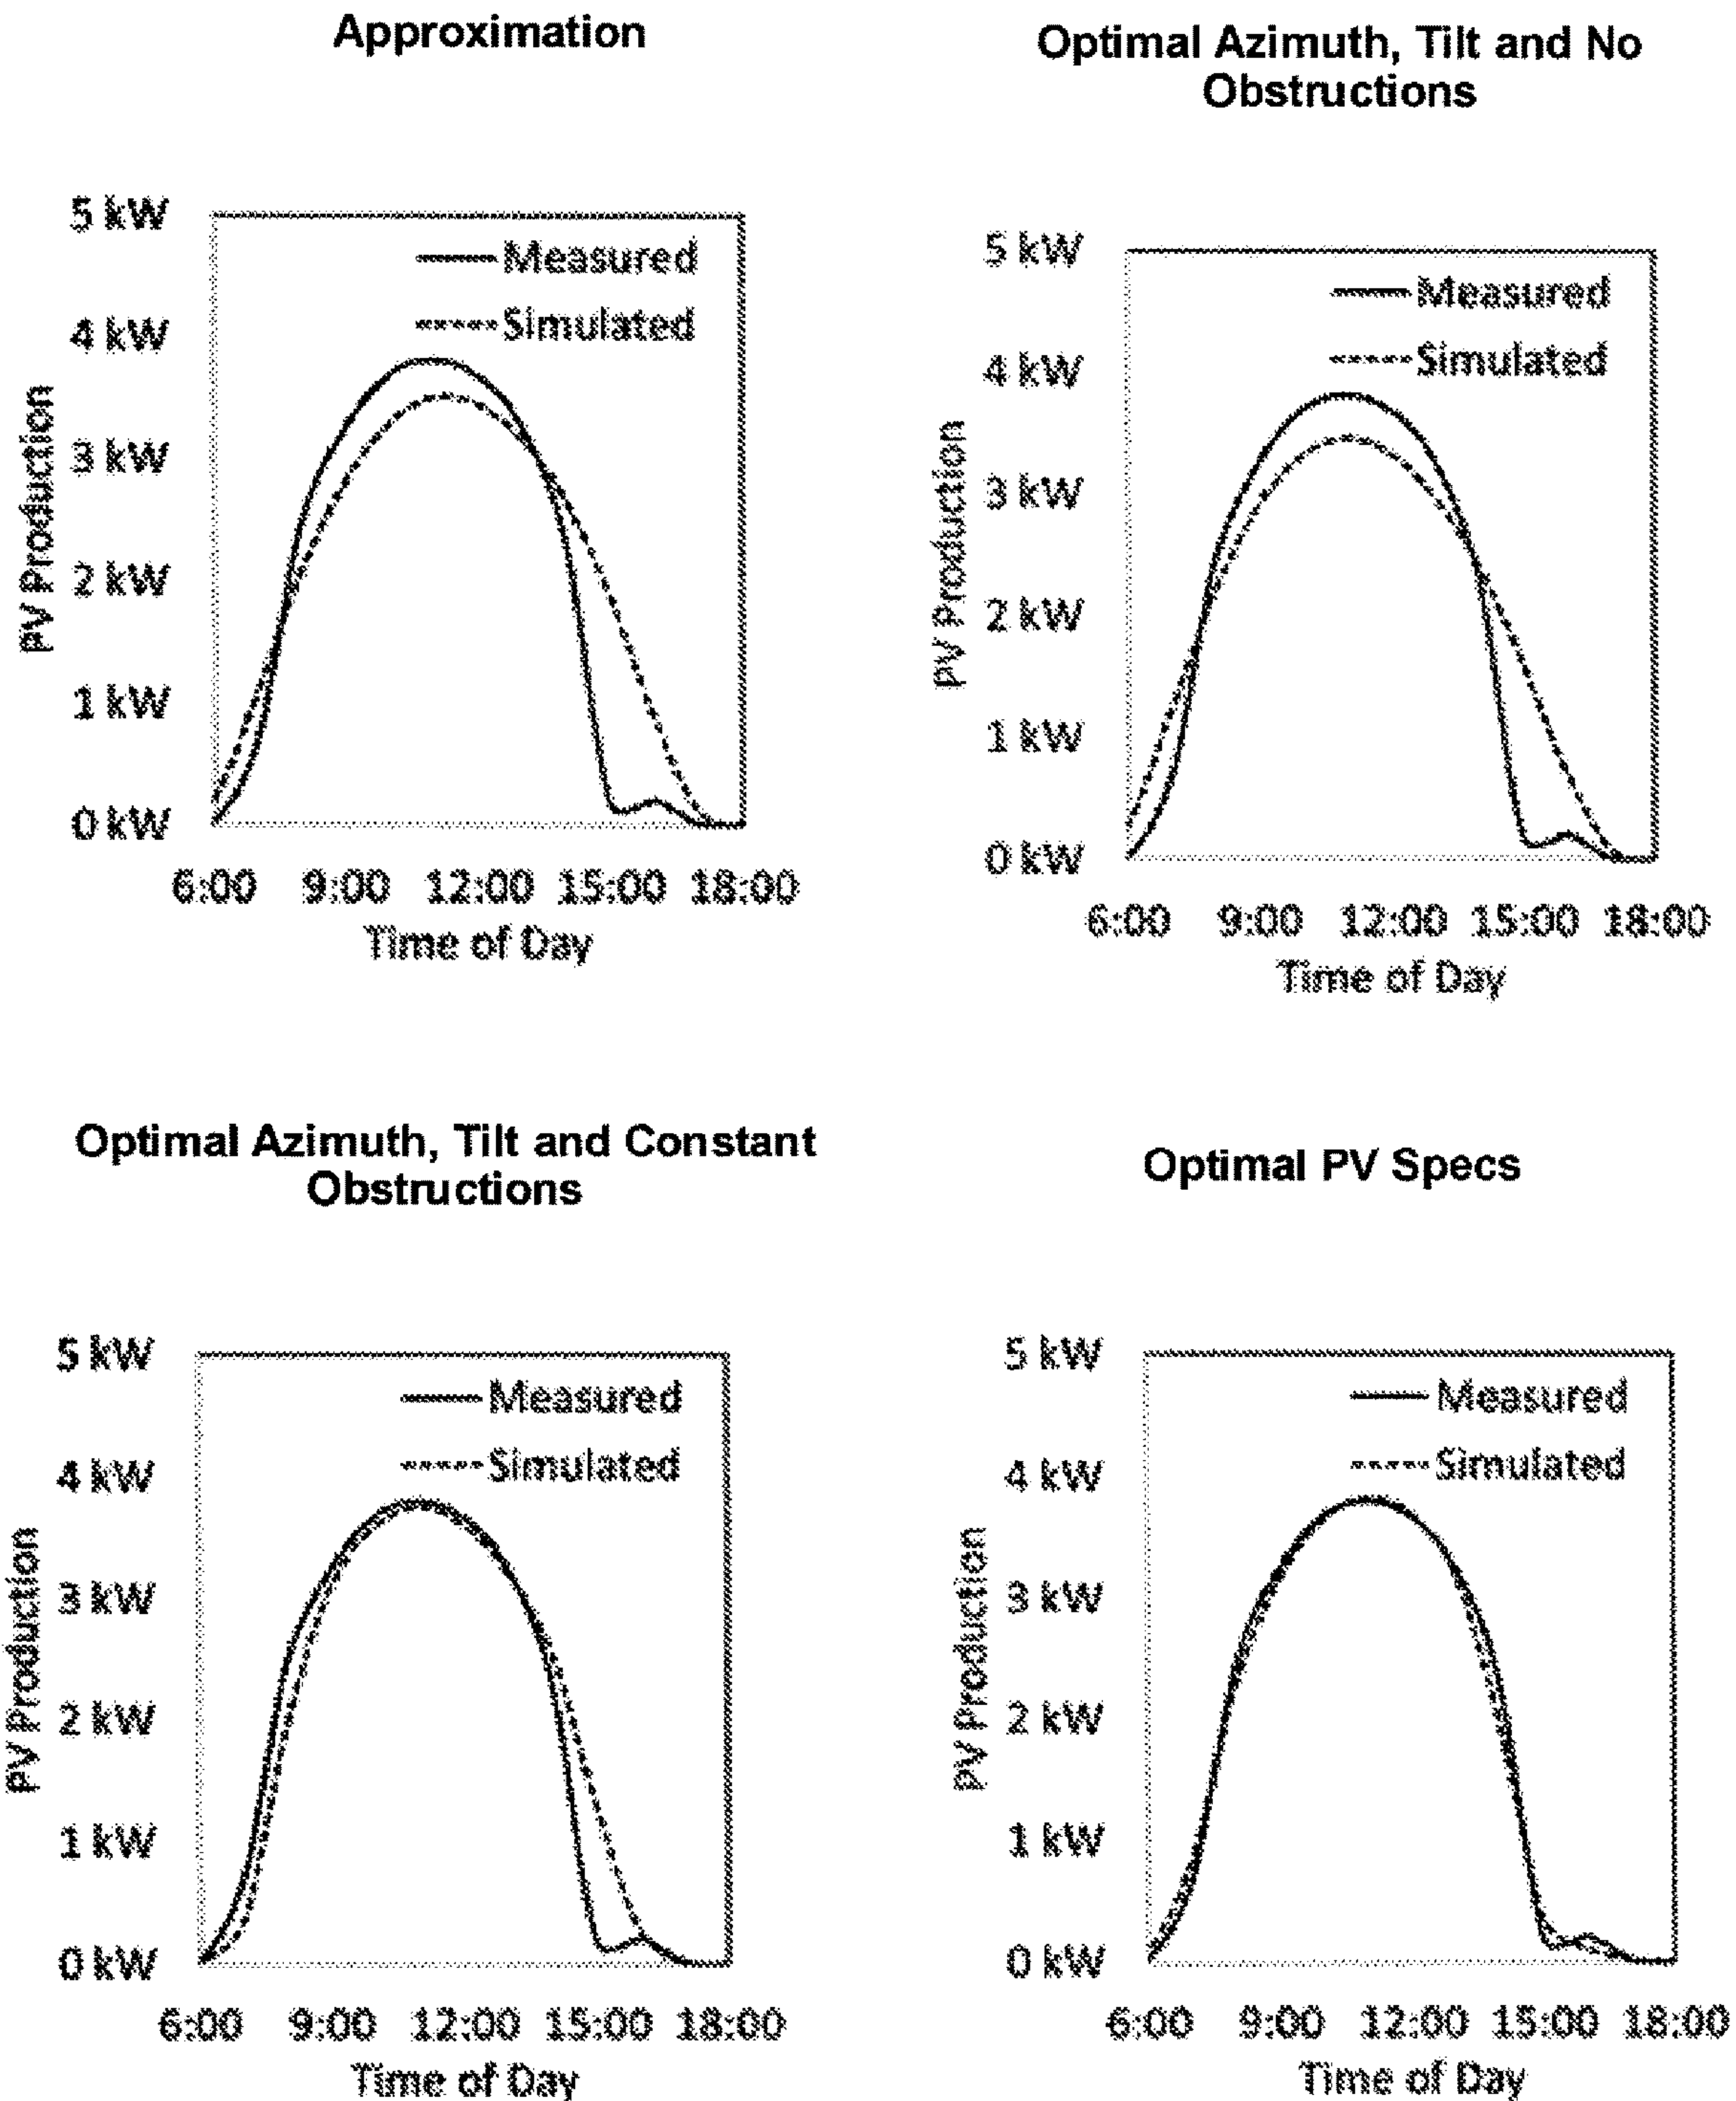 Approximation
5 kW
4 kW
3 kW
2 kW
1 kW
0 kW
PV Production
Measured
Simulated
6:00 9:00 12:00 15:00 18:00
Time of Day
Optimal Azimuth, Tilt and No
Obstructions
5 kW
4 kW
3 kW
2 kW
1 kW
0 kW
PV Production
Measured
Simulated
6:00 9:00 12:00 15:00 18:00
Time of Day
Optimal Azimuth, Tilt and Constant
Obstructions
5 kW
4 kW
3 kW
2 kW
1 kW
0 kW
PV Production
Measured
Simulated
6:00 9:00 12:00 15:00 18:00
Time of Day
Optimal PV Specs
5 kW
4 kW
3 kW
2 kW
1 kW
0 kW
PV Production
Measured
Simulated
6:00 9:00 12:00 15:00 18:00
Time of Day